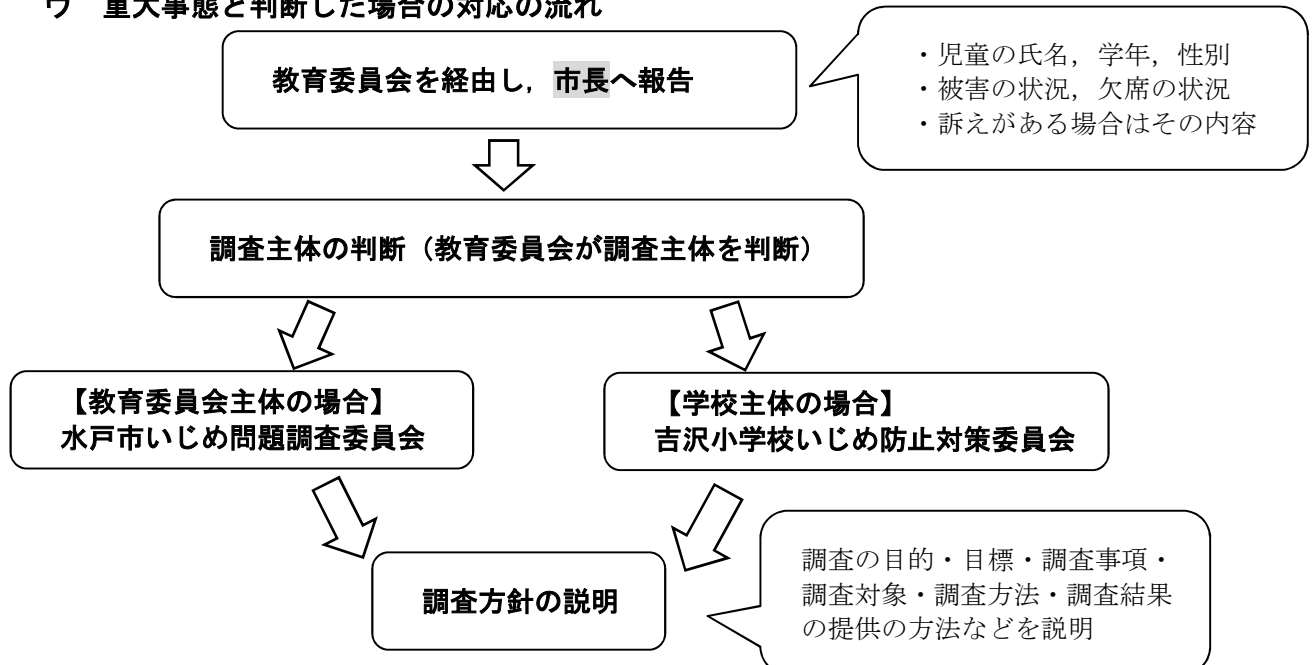 ウ 重大事態と判断した場合の対応の流れ
教育委員会を経由し，市長へ報告
・児童の氏名，学年，性別
・被害の状況，欠席の状況
・訴えがある場合はその内容
調査主体の判断（教育委員会が調査主体を判断）
【教育委員会主体の場合】
水戸市いじめ問題調査委員会
【学校主体の場合】
吉沢小学校いじめ防止対策委員会
調査方針の説明
調査の目的・目標・調査事項・
調査対象・調査方法・調査結果
の提供の方法などを説明